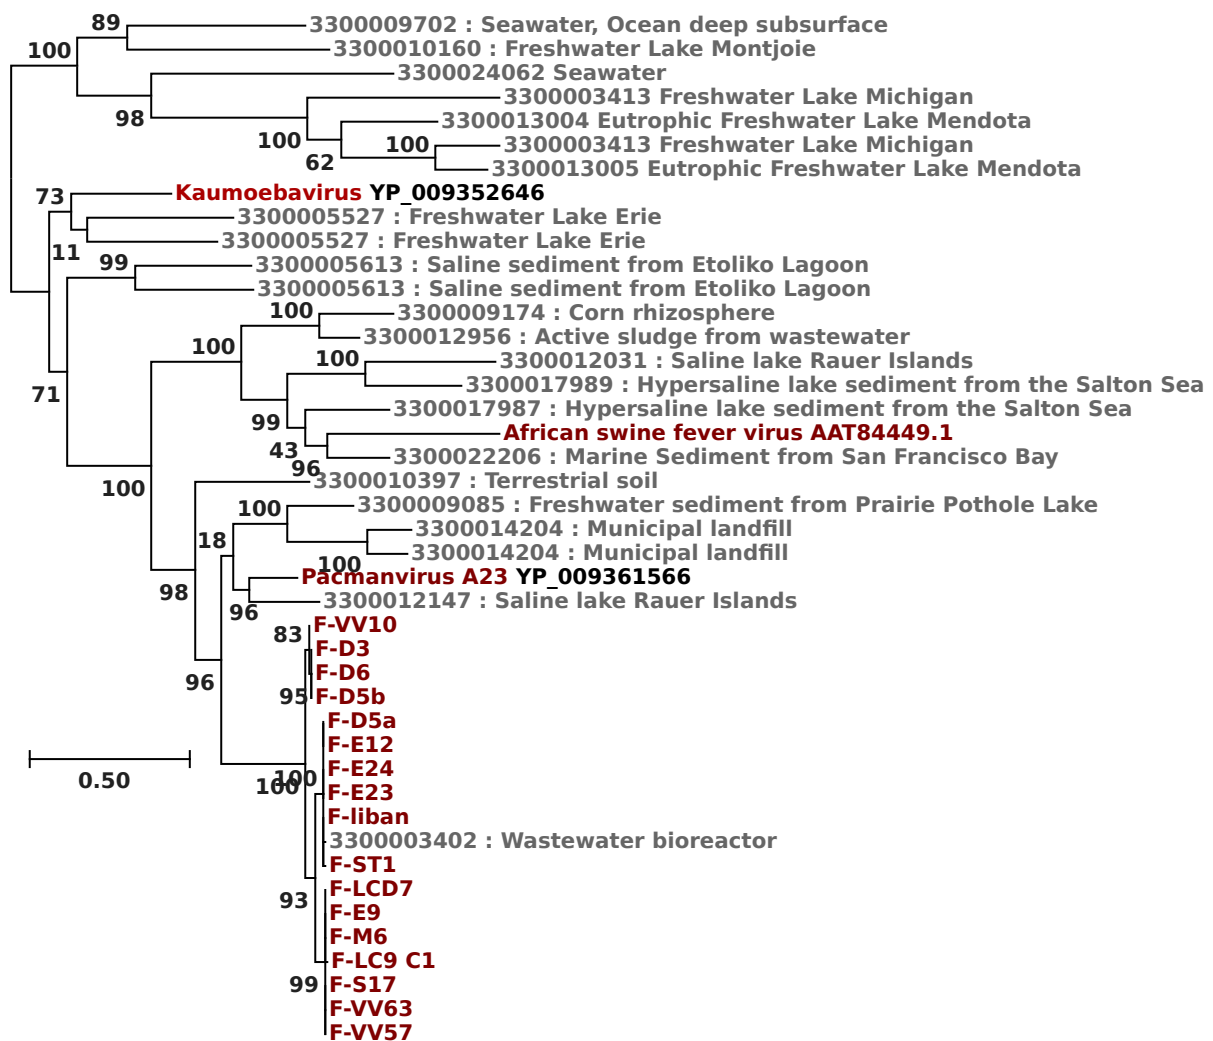 89
3300009702 : Seawater, Ocean deep subsurface
100
3300010160 : Freshwater Lake Montjoie
3300024062 Seawater
3300003413 Freshwater Lake Michigan
98
3300013004 Eutrophic Freshwater Lake Mendota
100
100
3300003413 Freshwater Lake Michigan
62
3300013005 Eutrophic Freshwater Lake Mendota
73
Kaumoebavirus YP_009352646
3300005527 : Freshwater Lake Erie
3300005527 : Freshwater Lake Erie
11
99
3300005613 : Saline sediment from Etoliko Lagoon
3300005613 : Saline sediment from Etoliko Lagoon
100
3300009174 : Corn rhizosphere
3300012956 : Active sludge from wastewater
100
100
3300012031 : Saline lake Rauer Islands
3300017989 : Hypersaline lake sediment from the Salton Sea
71
3300017987 : Hypersaline lake sediment from the Salton Sea
99
African swine fever virus AAT84449.1
43
3300022206 : Marine Sediment from San Francisco Bay
96
3300010397 : Terrestrial soil
100
3300009085 : Freshwater sediment from Prairie Pothole Lake
100
3300014204 : Municipal landfill
18
3300014204 : Municipal landfill
100
Pacmanvirus A23 YP_009361566
98
3300012147 : Saline lake Rauer Islands
96
F-VV10
83
F-D3
F-D6
96
95
F-D5b
F-D5a
F-E12
F-E24
0.50
100
100
F-E23
F-liban
3300003402 : Wastewater bioreactor
F-ST1
F-LCD7
93
F-E9
F-M6
F-LC9 C1
99
F-S17
F-VV63
F-VV57